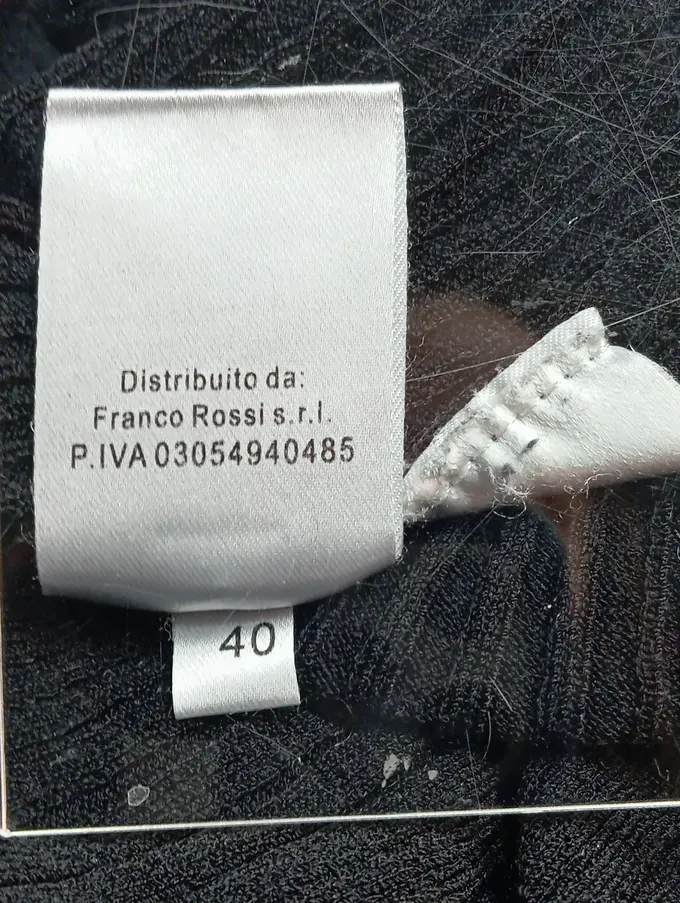 Distribuito da:
Franco Rossi s.r.l.
P.IVA 03054940485
40